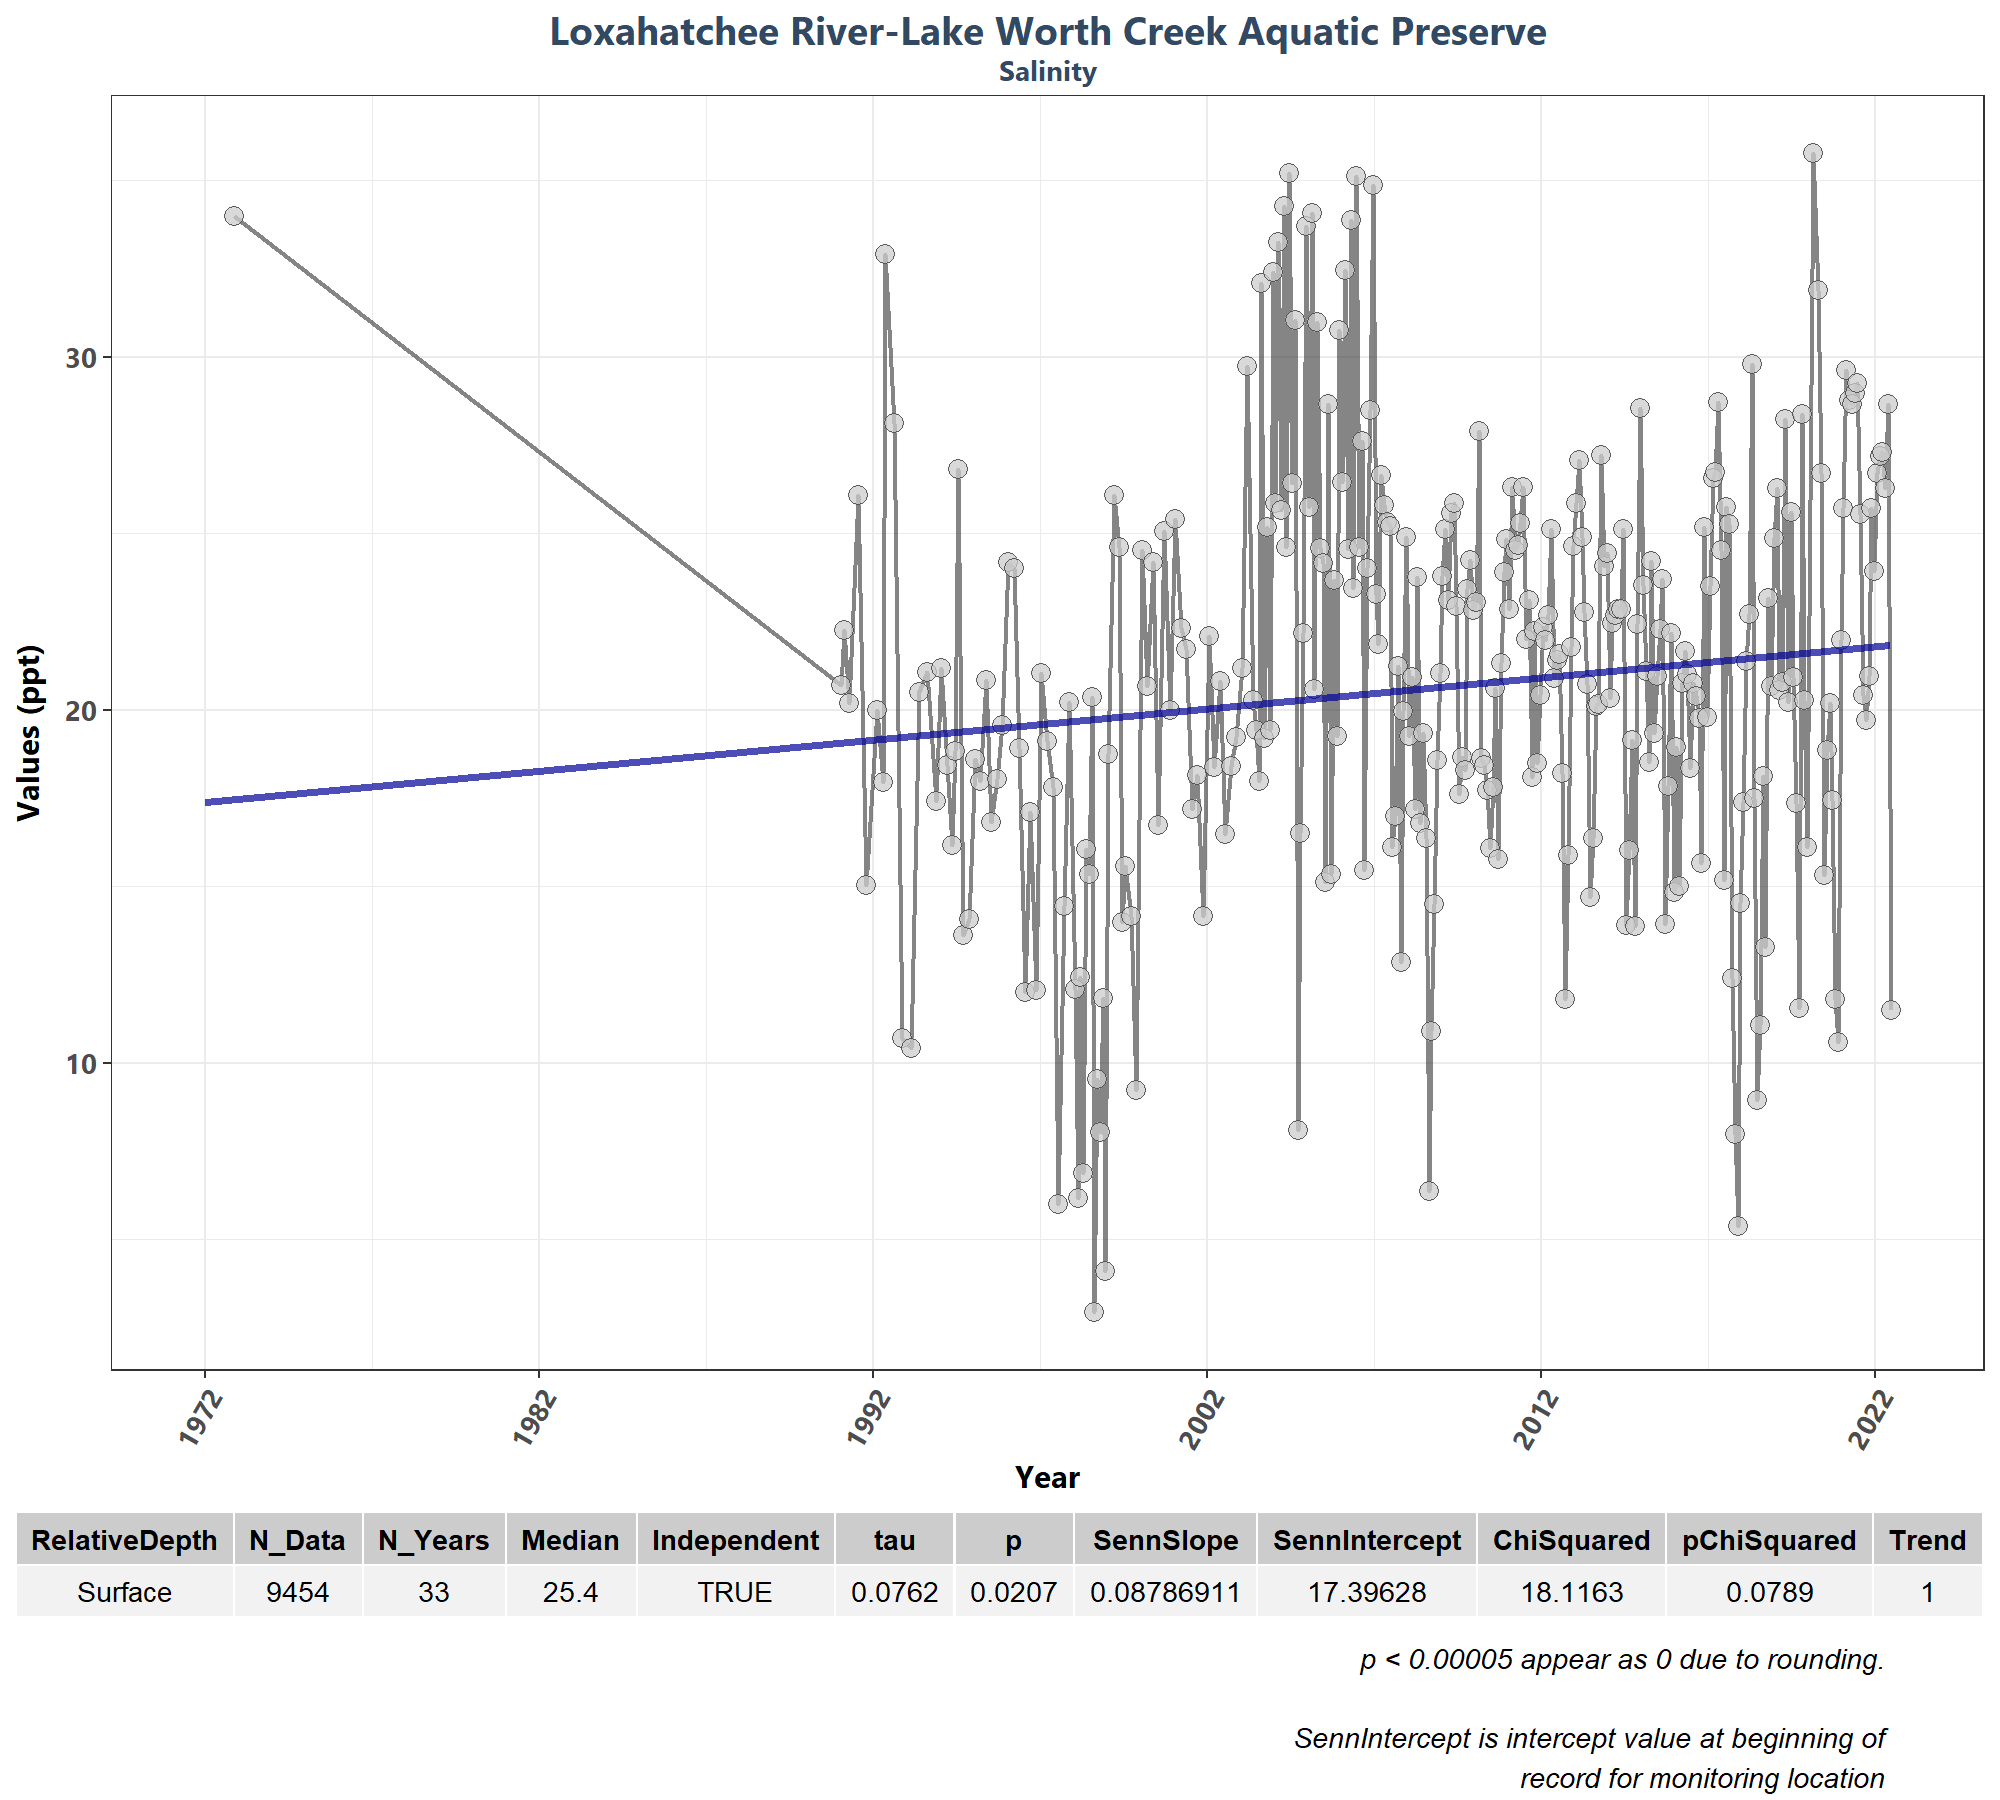 Loxahatchee River-Lake Worth Creek Aquatic Preserve
Salinity
Values (ppt)
30
20
10
1972 1982 1992 2002 2012 2022
Year
RelativeDepth N_Data N_Years Median Independent tau p SennSlope SennIntercept ChiSquared pChiSquared Trend
Surface 9454 33 25.4 TRUE 0.0762 0.0207 0.08786911 17.39628 18.1163 0.0789 1
p < 0.00005 appear as 0 due to rounding.
SennIntercept is intercept value at beginning of
record for monitoring location